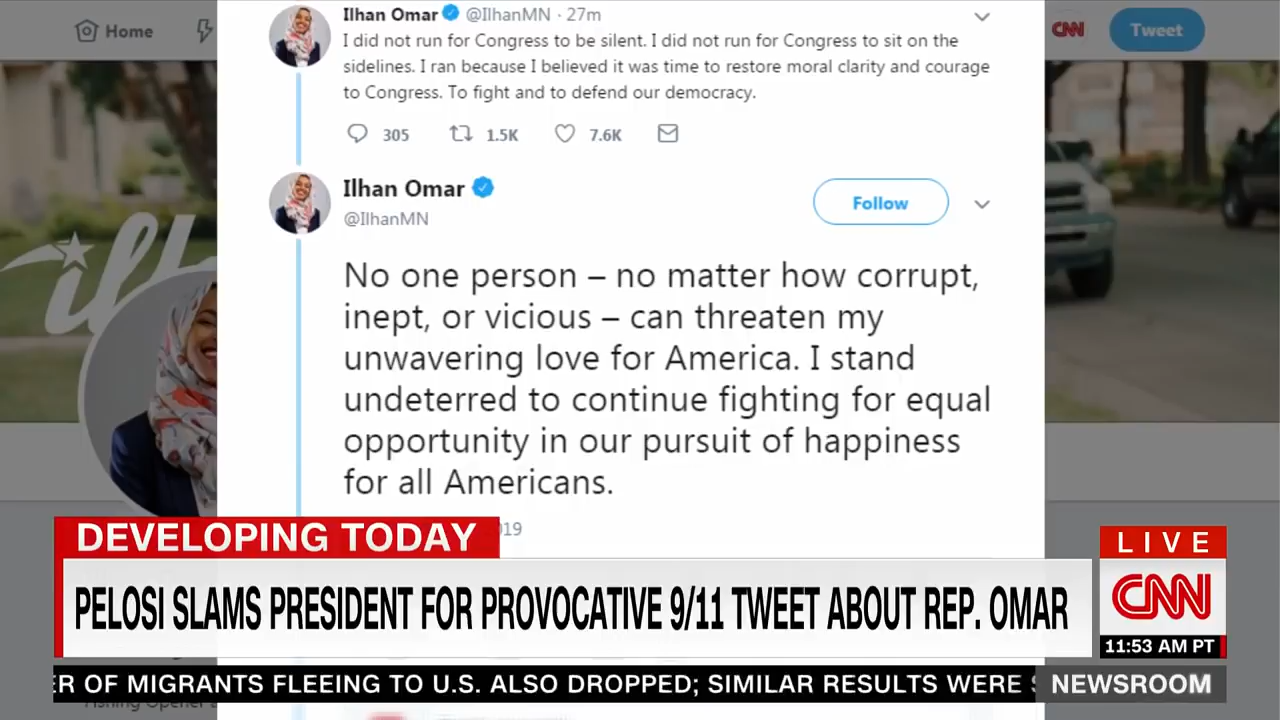 Home
Ilhan Omar @IlhanMN · 27m
I did not run for Congress to be silent. I did not run for Congress to sit on the
sidelines. I ran because I believed it was time to restore moral clarity and courage
to Congress. To fight and to defend our democracy.
305 1.5K 7.6K
CNN
Tweet
Ilhan Omar
@IlhanMN
Follow
No one person – no matter how corrupt,
inept, or vicious – can threaten my
unwavering love for America. I stand
undeterred to continue fighting for equal
opportunity in our pursuit of happiness
for all Americans.
DEVELOPING TODAY
PELOSI SLAMS PRESIDENT FOR PROVOCATIVE 9/11 TWEET ABOUT REP. OMAR
LIVE
CNN
11:53 AM PT
OF MIGRANTS FLEEING TO U.S. ALSO DROPPED; SIMILAR RESULTS WERE
NEWSROOM